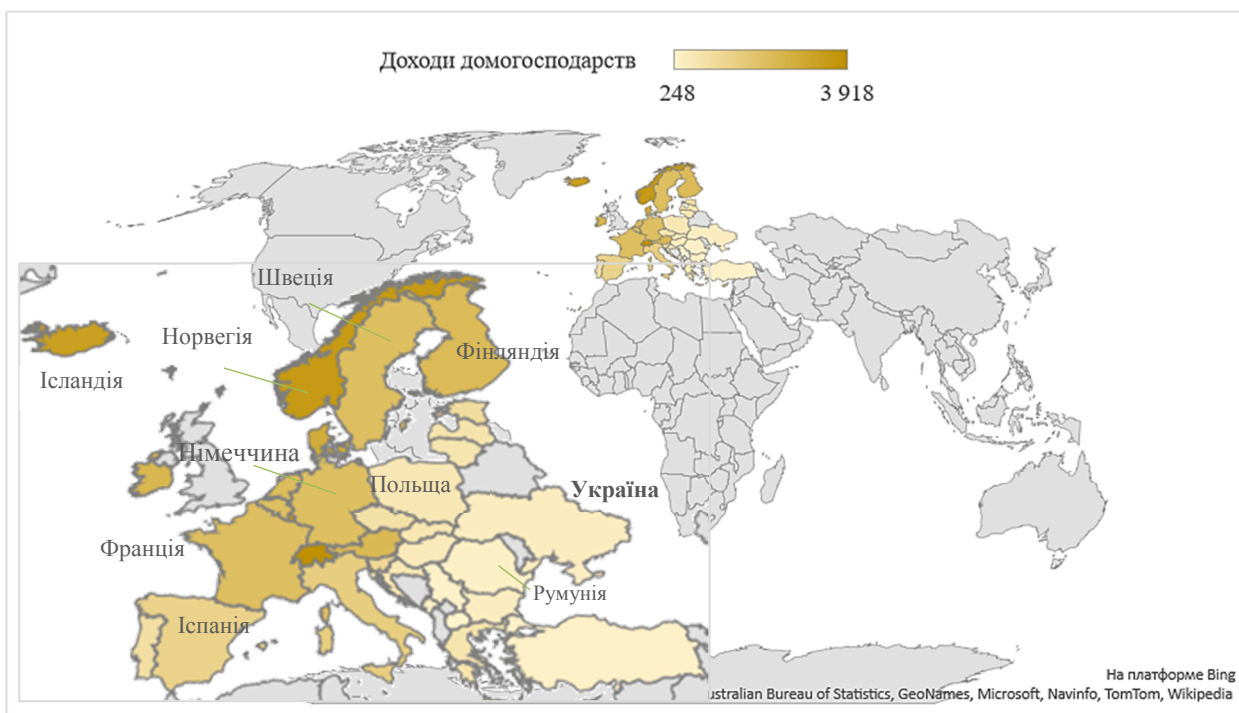 Доходи домогосподарств
248 3 918
Швеція
Норвегія
Фінляндія
Ісландія
Німеччина
Польща
Україна
Франція
Румунія
Іспанія
На платформе Bing
ustralian Bureau of Statistics, GeoNames, Microsoft, Navinfo, TomTom, Wikipedia